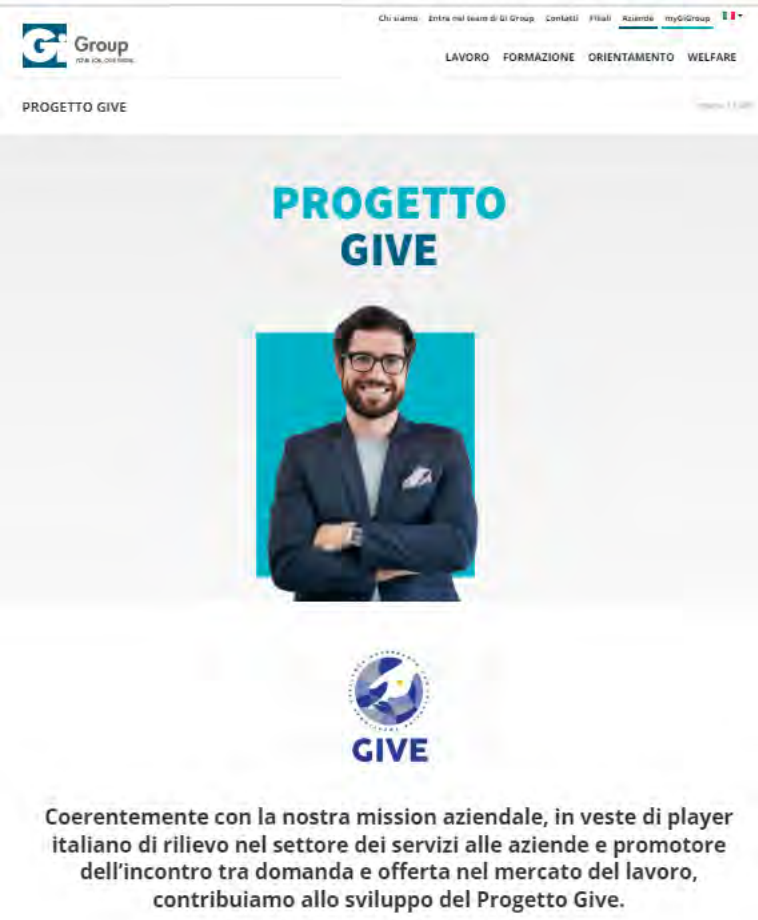 Chi siamo Entra nel team di Gi Group Contatti Filiali Aziende myGiGroup
Gi Group
LAVORO FORMAZIONE ORIENTAMENTO WELFARE
PROGETTO GIVE
PROGETTO
GIVE
GIVE
Coerentemente con la nostra mission aziendale, in veste di player
italiano di rilievo nel settore dei servizi alle aziende e promotore
dell'incontro tra domanda e offerta nel mercato del lavoro,
contribuiamo allo sviluppo del Progetto Give.